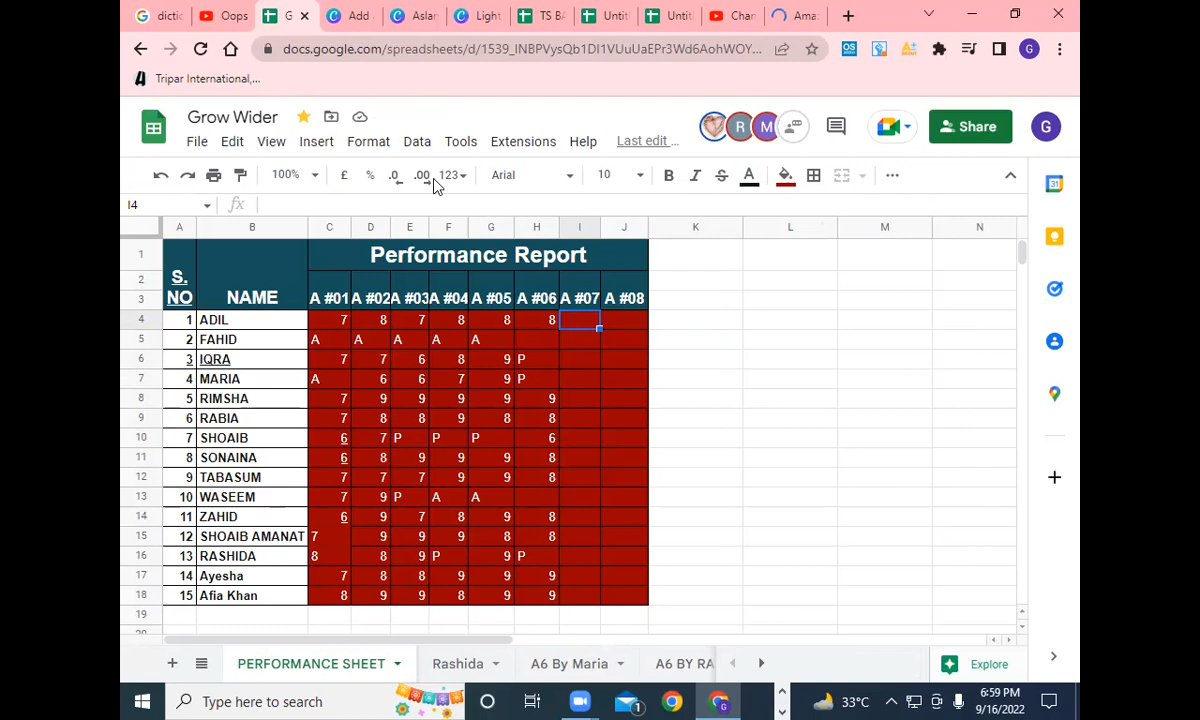 dictic Oops G Add Aslan Light TS BA Untit Untit Chan Ama:
docs.google.com/spreadsheets/d/1539_INBPVysQb1DI1VUuUaEPr3Wd6AohWOY... G
Tripar International,...
Grow Wider
File Edit View Insert Format Data Tools Extensions Help Last edit ...
R M Share G
100% £ % .0 .00 123 Arial 10 B I S A
I4 fx
A B C D E F G H I J K L M N
1 Performance Report
2 S.
3 NO NAME A #01 A #02 A #03 A #04 A #05 A #06 A #07 A #08
4 1 ADIL 7 8 7 8 8 8
5 2 FAHID A A A A A
6 3 IQRA 7 7 6 8 9 P
7 4 MARIA A 6 6 7 9 P
8 5 RIMSHA 7 9 9 9 9 9
9 6 RABIA 7 8 8 9 8 8
10 7 SHOAIB 6 7 P P P 6
11 8 SONAINA 6 8 9 9 9 8
12 9 TABASUM 7 7 7 9 9 8
13 10 WASEEM 7 9 P A A
14 11 ZAHID 6 9 7 8 9 8
15 12 SHOAIB AMANAT 7 9 9 9 8 8
16 13 RASHIDA 8 8 9 P 9 P
17 14 Ayesha 7 8 8 9 9 9
18 15 Afia Khan 8 9 9 8 9 9
19
PERFORMANCE SHEET Rashida A6 By Maria A6 BY RA Explore
Type here to search 1 33°C 6:59 PM
9/16/2022